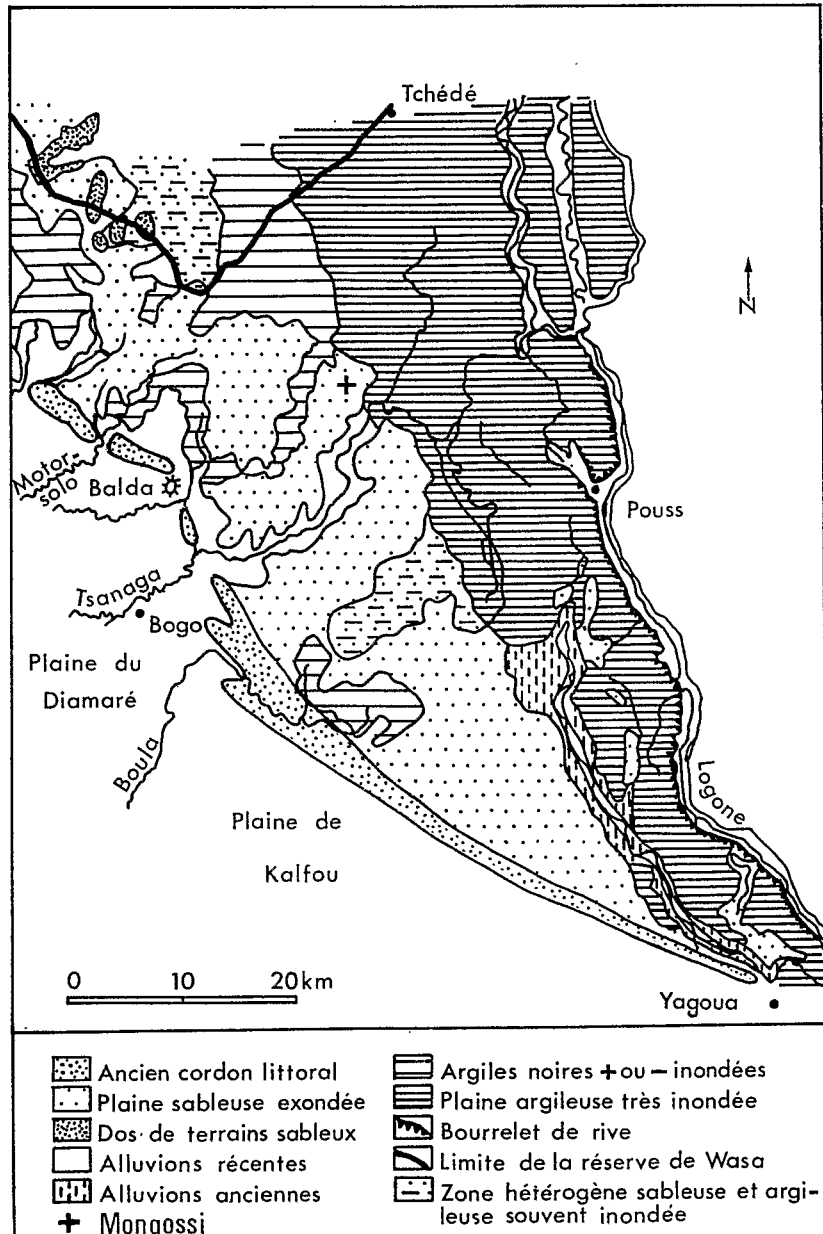 Tchédé
N
Motor-
solo
Balda
Pouss
Tsanaga
Bogo
Plaine du
Diamaré
Boula
Logone
Plaine de
Kalfou
0 10 20 km
Yagoua
Ancien cordon littoral
Plaine sableuse exondée
Dos de terrains sableux
Alluvions récentes
Alluvions anciennes
+ Mongossi
Argiles noires + ou - inondées
Plaine argileuse très inondée
Bourrelet de rive
Limite de la réserve de Wasa
Zone hétérogène sableuse et argi-
leuse souvent inondée